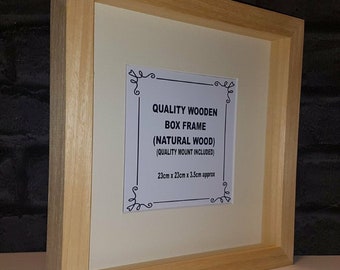 QUALITY WOODEN
BOX FRAME
(NATURAL WOOD)
(QUALITY MOUNT INCLUDED)
23cm x 23cm x 3.5cm approx